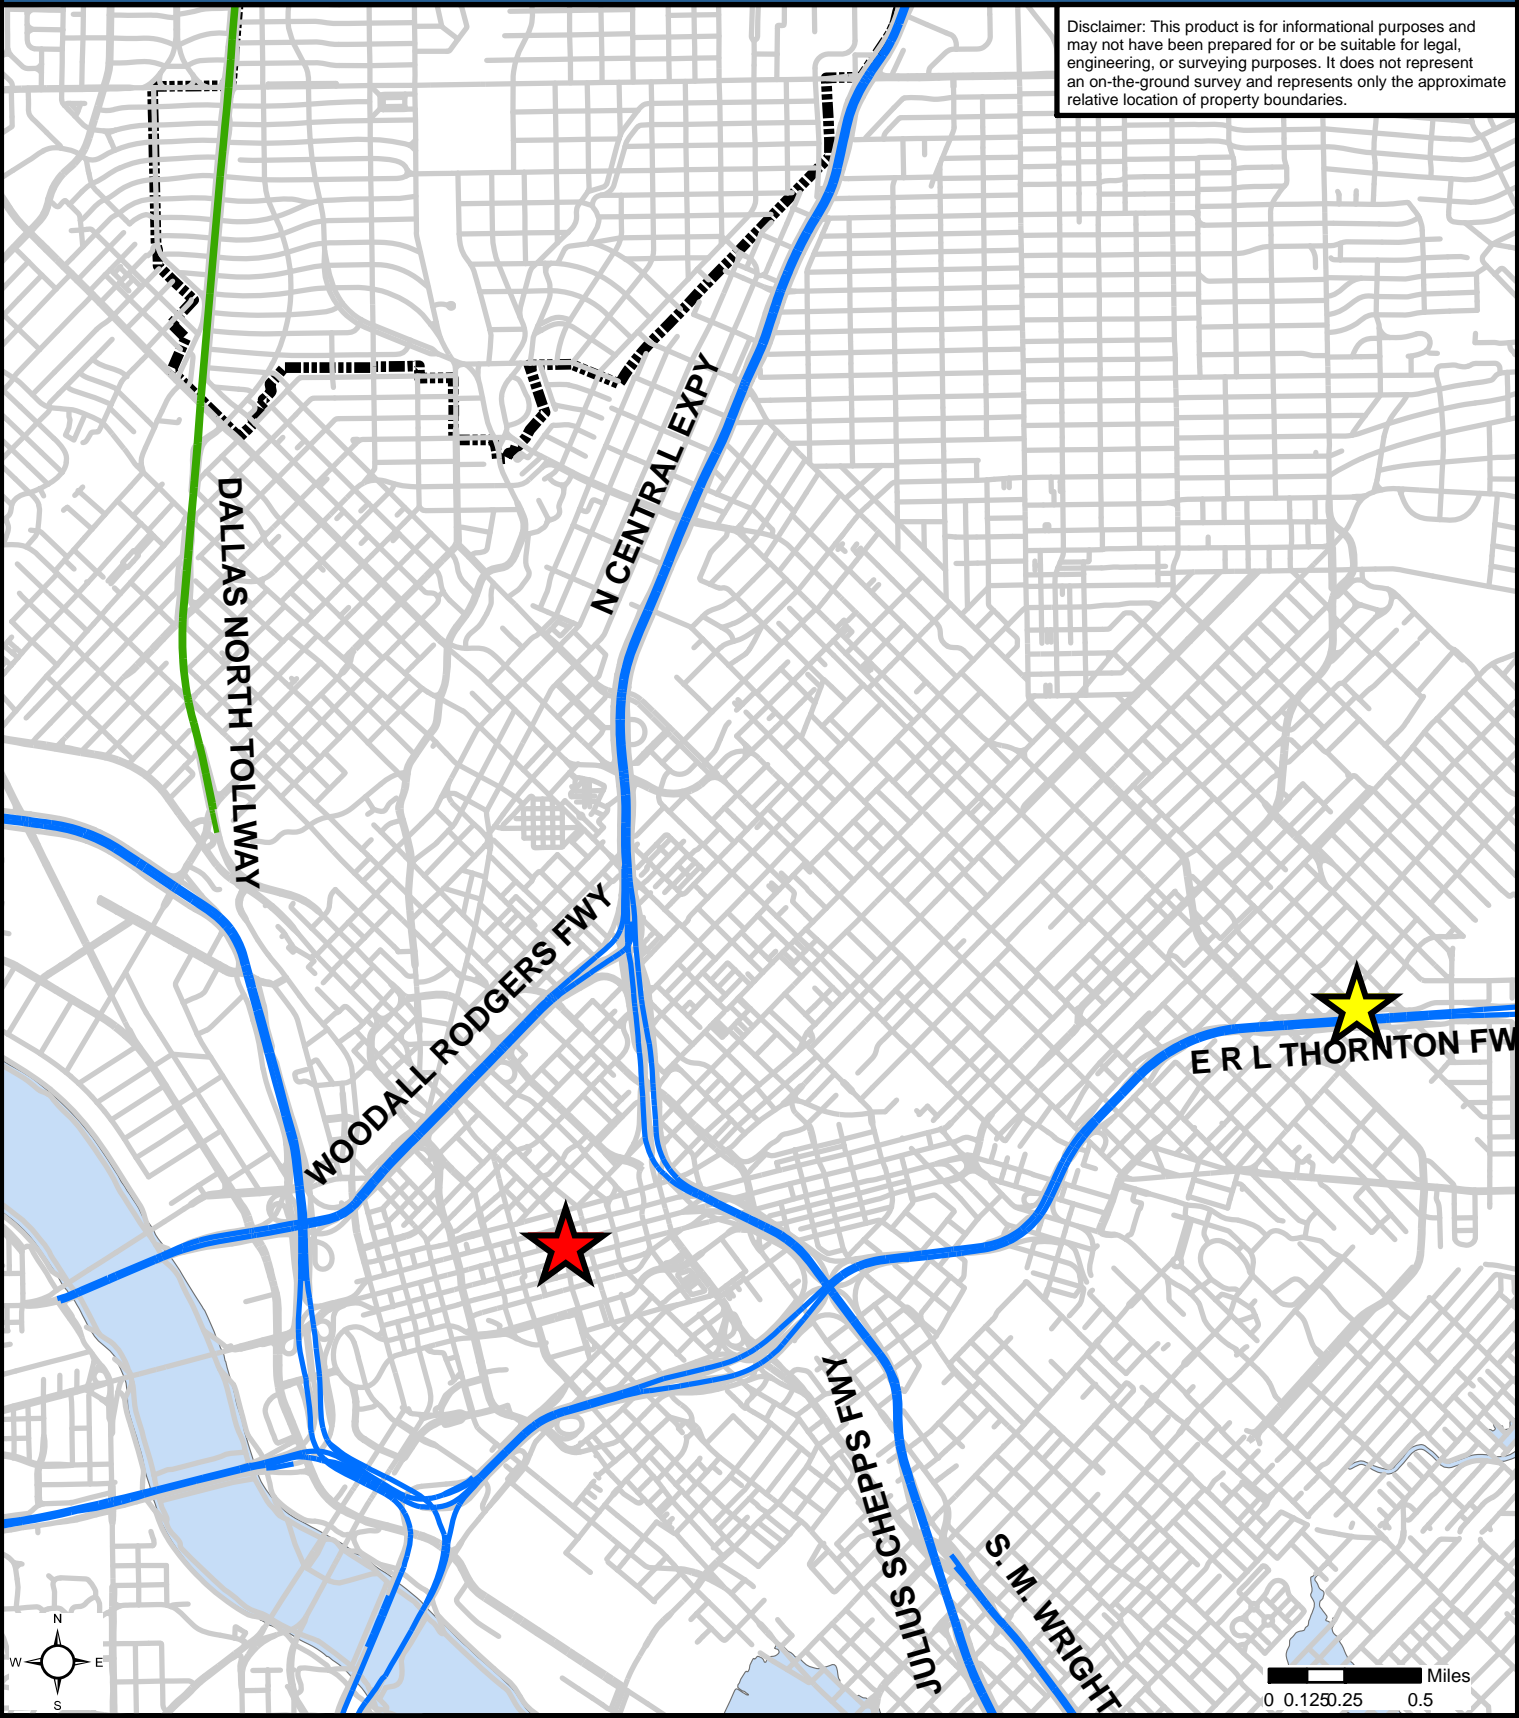 Disclaimer: This product is for informational purposes and
may not have been prepared for or be suitable for legal,
engineering, or surveying purposes. It does not represent
an on-the-ground survey and represents only the approximate
relative location of property boundaries.
N CENTRAL EXPY
DALLAS NORTH TOLLWAY
WOODALL RODGERS FWY
E R L THORNTON FW
JULIUS SCHEPPS FWY
S. M. WRIGHT
N
W E
S
Miles
0 0.125 0.25 0.5